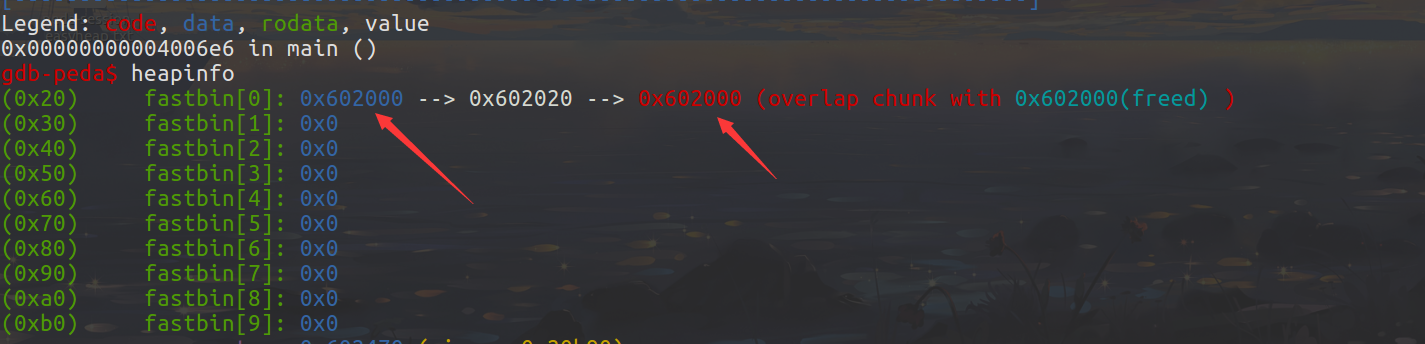 Legend: code, data, rodata, value
0x00000000004006e6 in main ()
gdb-peda$ heapinfo
(0x20)     fastbin[0]: 0x602000 --> 0x602020 --> 0x602000 (overlap chunk with 0x602000(freed) )
(0x30)     fastbin[1]: 0x0
(0x40)     fastbin[2]: 0x0
(0x50)     fastbin[3]: 0x0
(0x60)     fastbin[4]: 0x0
(0x70)     fastbin[5]: 0x0
(0x80)     fastbin[6]: 0x0
(0x90)     fastbin[7]: 0x0
(0xa0)     fastbin[8]: 0x0
(0xb0)     fastbin[9]: 0x0